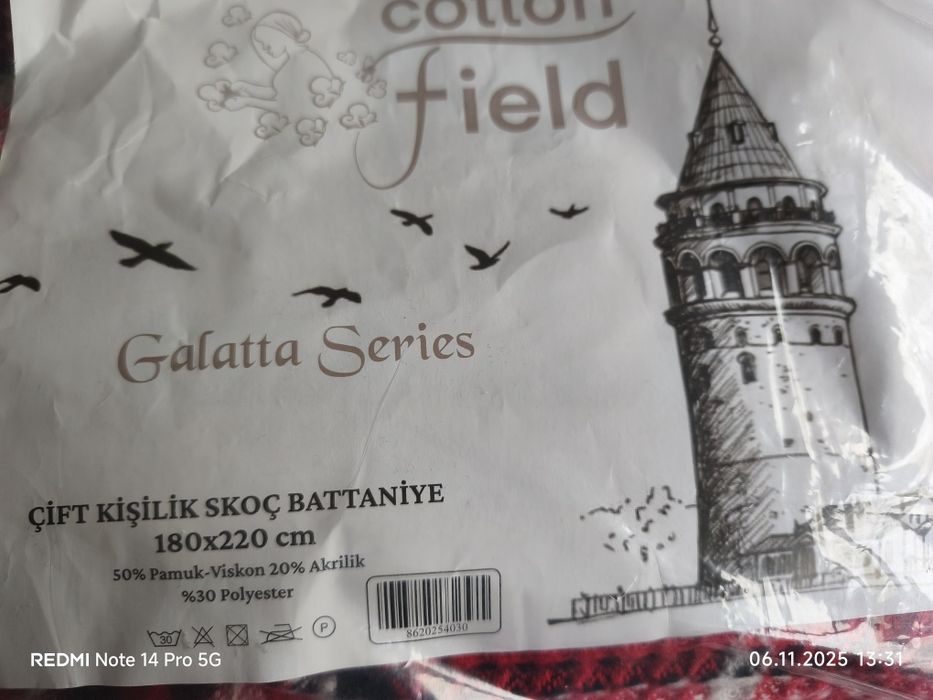 cotton
field
Galatta Series
ÇİFT KİŞİLİK SKOÇ BATTANİYE
180x220 cm
50% Pamuk-Viskon 20% Akrilik
%30 Polyester
30
P
8620254030
REDMI Note 14 Pro 5G
06.11.2025 13:31